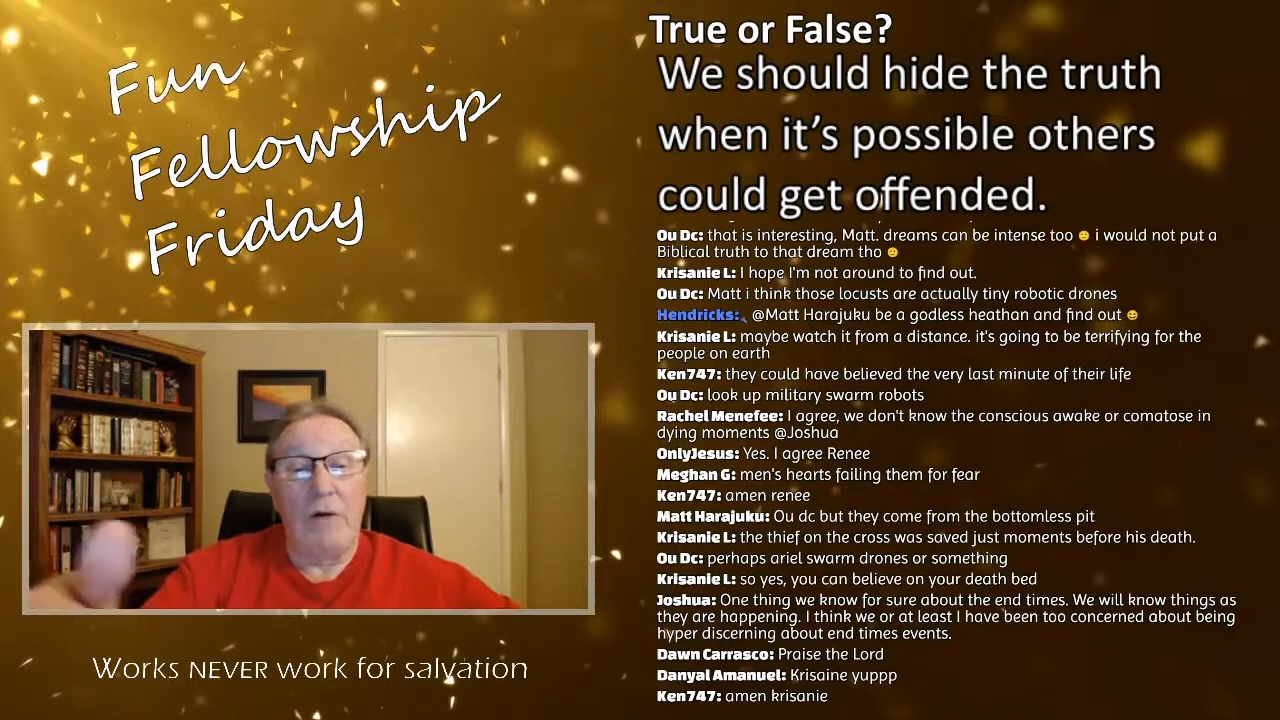 Fun
Fellowship
Friday
True or False?
We should hide the truth
when it’s possible others
could get offended.
Ou Dc: that is interesting, Matt. dreams can be intense too 🙂 i would not put a
Biblical truth to that dream tho 🙂
Krisanie L: I hope I'm not around to find out.
Ou Dc: Matt i think those locusts are actually tiny robotic drones
Hendricks: @Matt Harajuku be a godless heathan and find out 😀
Krisanie L: maybe watch it from a distance. it's going to be terrifying for the
people on earth
Ken747: they could have believed the very last minute of their life
Ou Dc: look up military swarm robots
Rachel Menefee: I agree, we don't know the conscious awake or comatose in
dying moments @Joshua
OnlyJesus: Yes. I agree Renee
Meghan G: men's hearts failing them for fear
Ken747: amen renee
Matt Harajuku: Ou dc but they come from the bottomless pit
Krisanie L: the thief on the cross was saved just moments before his death.
Ou Dc: perhaps ariel swarm drones or something
Krisanie L: so yes, you can believe on your death bed
Joshua: One thing we know for sure about the end times. We will know things as
they are happening. I think we or at least I have been too concerned about being
hyper discerning about end times events.
Dawn Carrasco: Praise the Lord
Danyal Amanuel: Krisaine yuppp
Ken747: amen krisanie
Works NEVER work for salvation